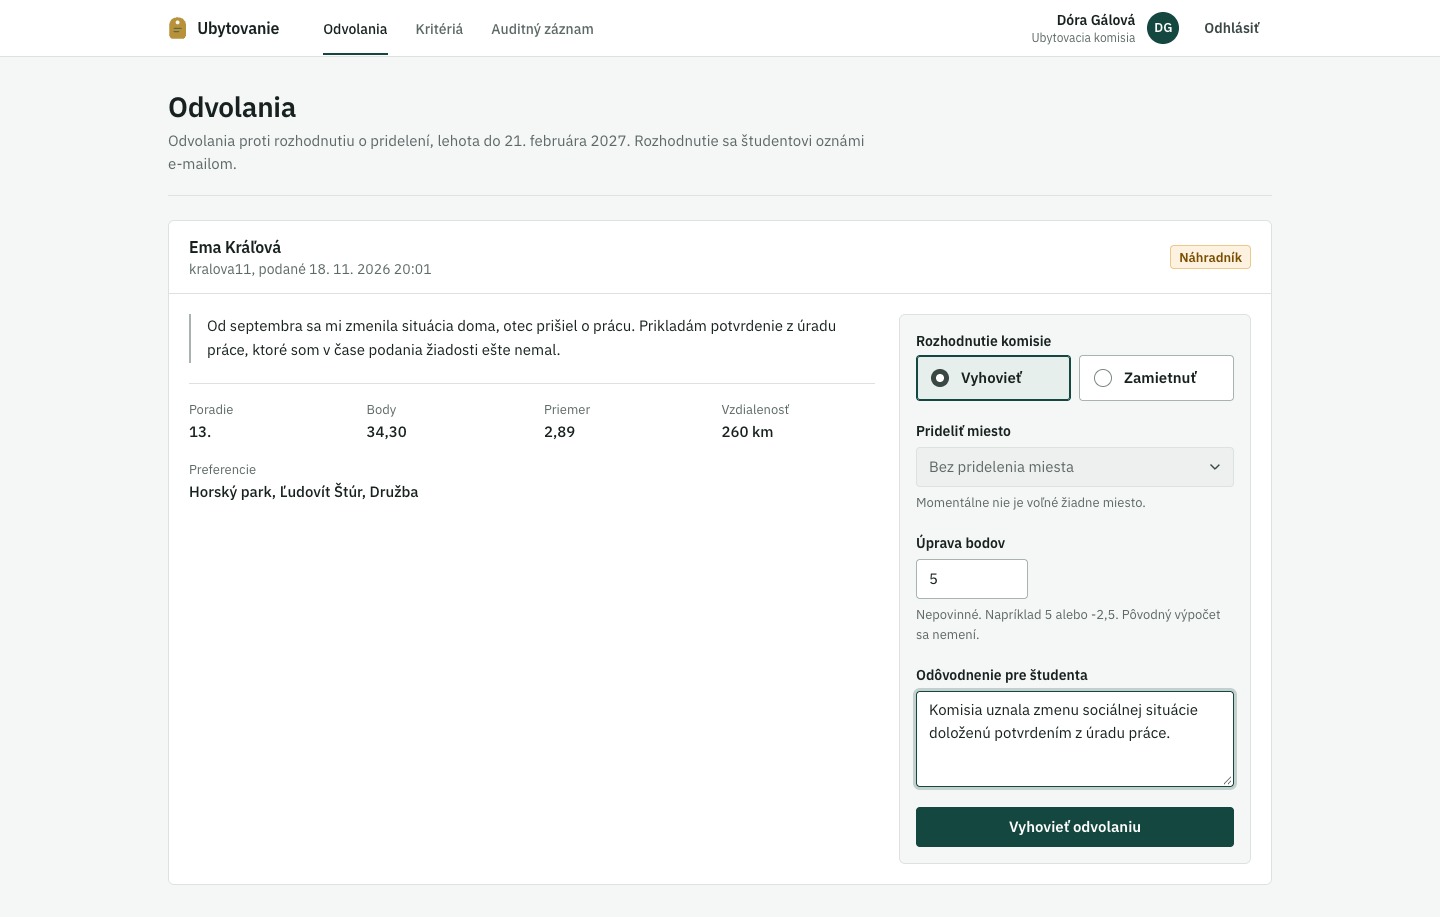 Ubytovanie
Odvolania
Kritériá
Auditný záznam
Dóra Gálová
Ubytovacia komisia
DG
Odhlásiť
Odvolania
Odvolania proti rozhodnutiu o pridelení, lehota do 21. februára 2027. Rozhodnutie sa študentovi oznámi
e-mailom.
Ema Kráľová
kralova11, podané 18. 11. 2026 20:01
Náhradník
Od septembra sa mi zmenila situácia doma, otec prišiel o prácu. Prikladám potvrdenie z úradu
práce, ktoré som v čase podania žiadosti ešte nemal.
Poradie
13.
Body
34,30
Priemer
2,89
Vzdialenosť
260 km
Preferencie
Horský park, Ľudovít Štúr, Družba
Rozhodnutie komisie
Vyhovieť
Zamietnuť
Prideliť miesto
Bez pridelenia miesta
Momentálne nie je voľné žiadne miesto.
Úprava bodov
5
Nepovinné. Napríklad 5 alebo -2,5. Pôvodný výpočet
sa nemení.
Odôvodnenie pre študenta
Komisia uznala zmenu sociálnej situácie
doloženú potvrdením z úradu práce.
Vyhovieť odvolaniu